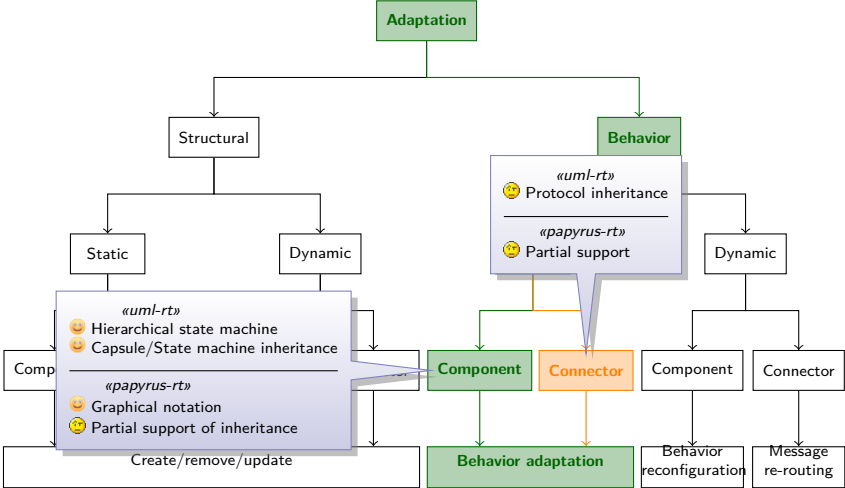 Adaptation
Structural
Behavior
«uml-rt»
Protocol inheritance
«papyrus-rt»
Partial support
Static
Dynamic
Dynamic
«uml-rt»
Hierarchical state machine
Capsule/State machine inheritance
«papyrus-rt»
Graphical notation
Partial support of inheritance
Component
Connector
Component
Connector
Create/remove/update
Behavior adaptation
Behavior
reconfiguration
Message
re-routing